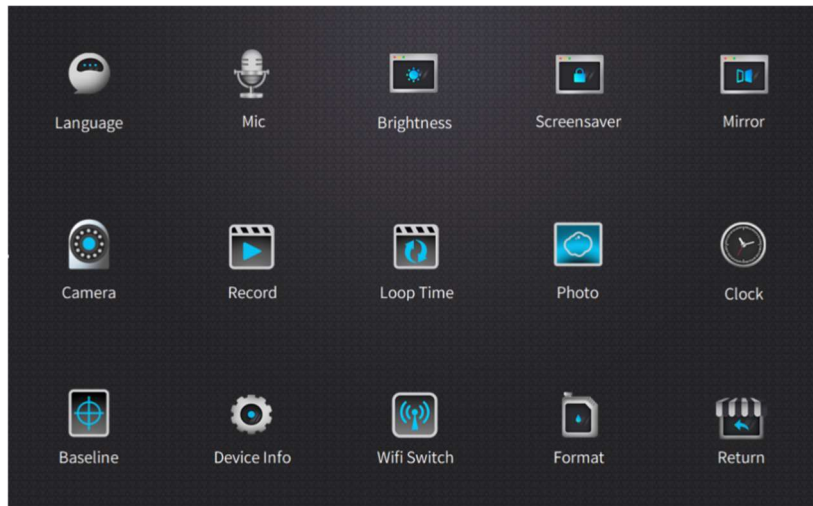 Language
Mic
Brightness
Screensaver
Mirror
Camera
Record
Loop Time
Photo
Clock
Baseline
Device Info
Wifi Switch
Format
Return